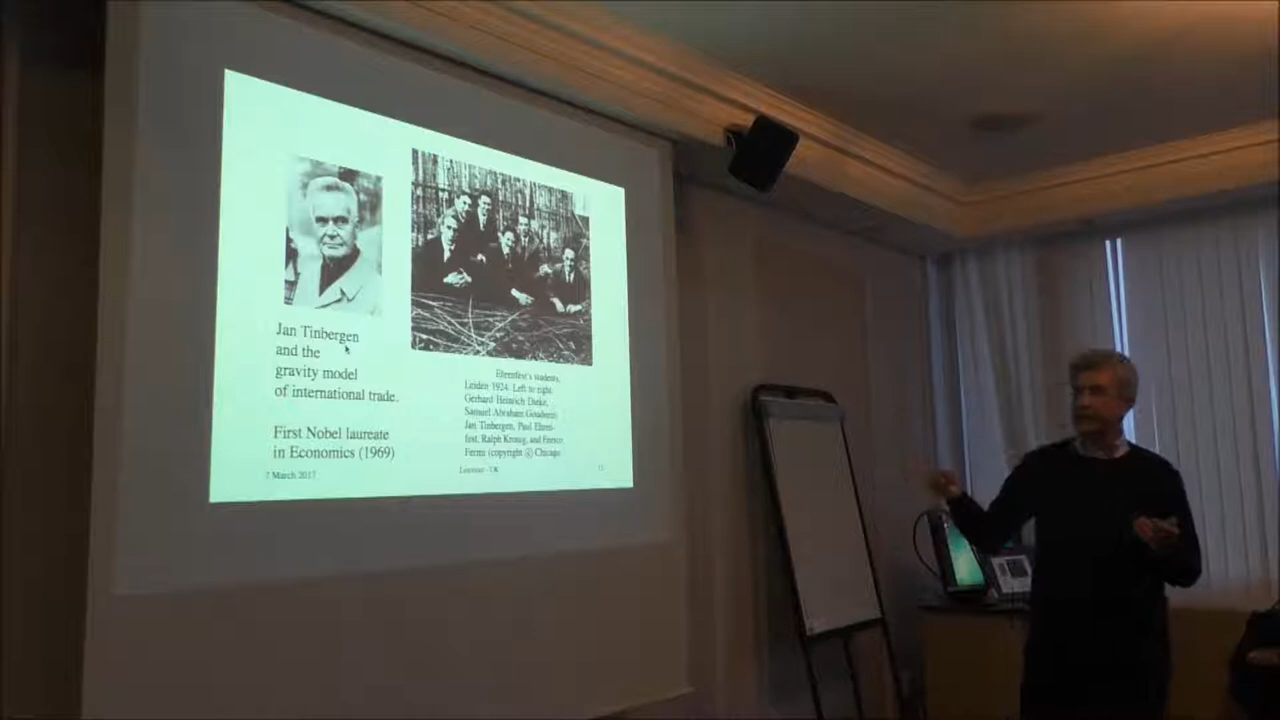 Jan Tinbergen
and the
gravity model
of international trade.
First Nobel laureate
in Economics (1969)
7 March 2017
Ehrenfest's students,
Leiden 1924. Left to right:
Gerhard Heinrich Dieke,
Samuel Abraham Goudsmit,
Jan Tinbergen, Paul Ehren-
fest, Ralph Kronig, and Enrico
Fermi (copyright © Chicago
UK